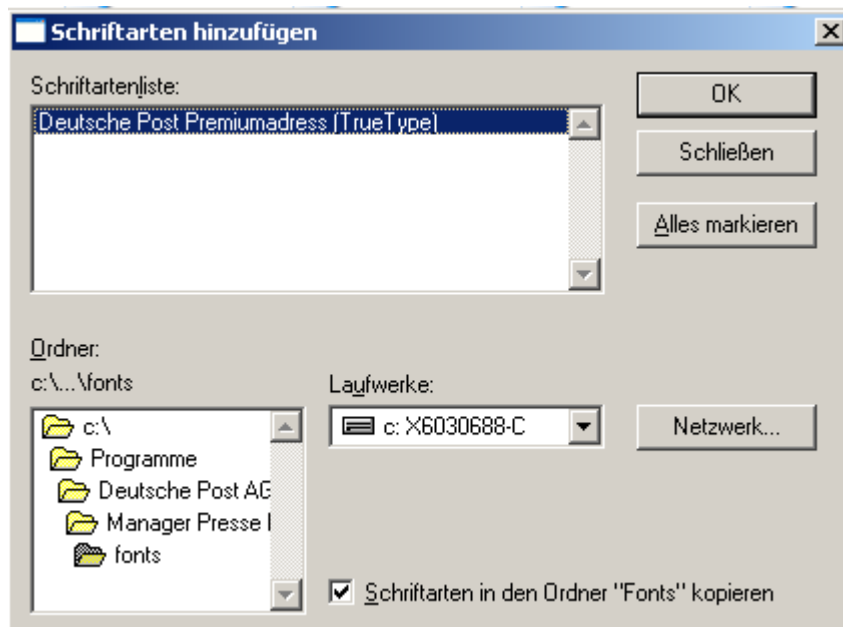 Schriftarten hinzufügen
Schriftartenliste:
Deutsche Post Premiumadress (TrueType)
OK
Schließen
Alles markieren
Ordner:
c:\...\fonts
c:\
Programme
Deutsche Post AG
Manager Presse
fonts
Laufwerke:
c: X6030688-C
Netzwerk...
Schriftarten in den Ordner "Fonts" kopieren